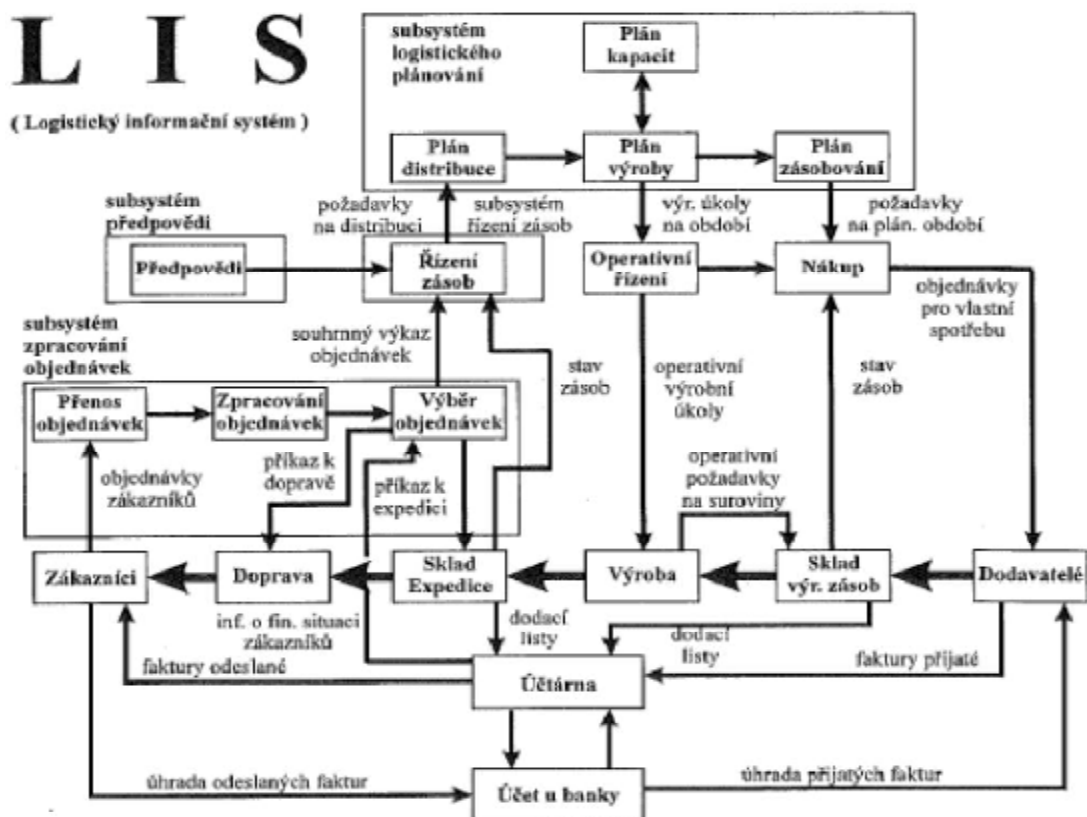 L I S
( Logistický informační systém )
subsystém
logistického
plánování
Plán
kapacit
Plán
distribuce
Plán
výroby
Plán
zásobování
subsystém
předpovědi
požadavky
na distribuci
subsystém
řízení zásob
výr. úkoly
na období
požadavky
na plán. období
Předpovědi
Řízení
zásob
Operativní
řízení
Nákup
objednávky
pro vlastní
spotřebu
subsystém
zpracování
objednávek
souhrnný výkaz
objednávek
stav
zásob
operativní
výrobní
úkoly
stav
zásob
Přenos
objednávek
Zpracování
objednávek
Výběr
objednávek
objednávky
zákazníků
příkaz k
dopravě
příkaz k
expedici
operativní
požadavky
na suroviny
Zákazníci
Doprava
Sklad
Expedice
Výroba
Sklad
výr. zásob
Dodavatelé
inf. o fin. situaci
zákazníků
dodací
listy
dodací
listy
faktury odeslané
faktury přijaté
Účtárna
úhrada odeslaných faktur
Účet u banky
úhrada přijatých faktur